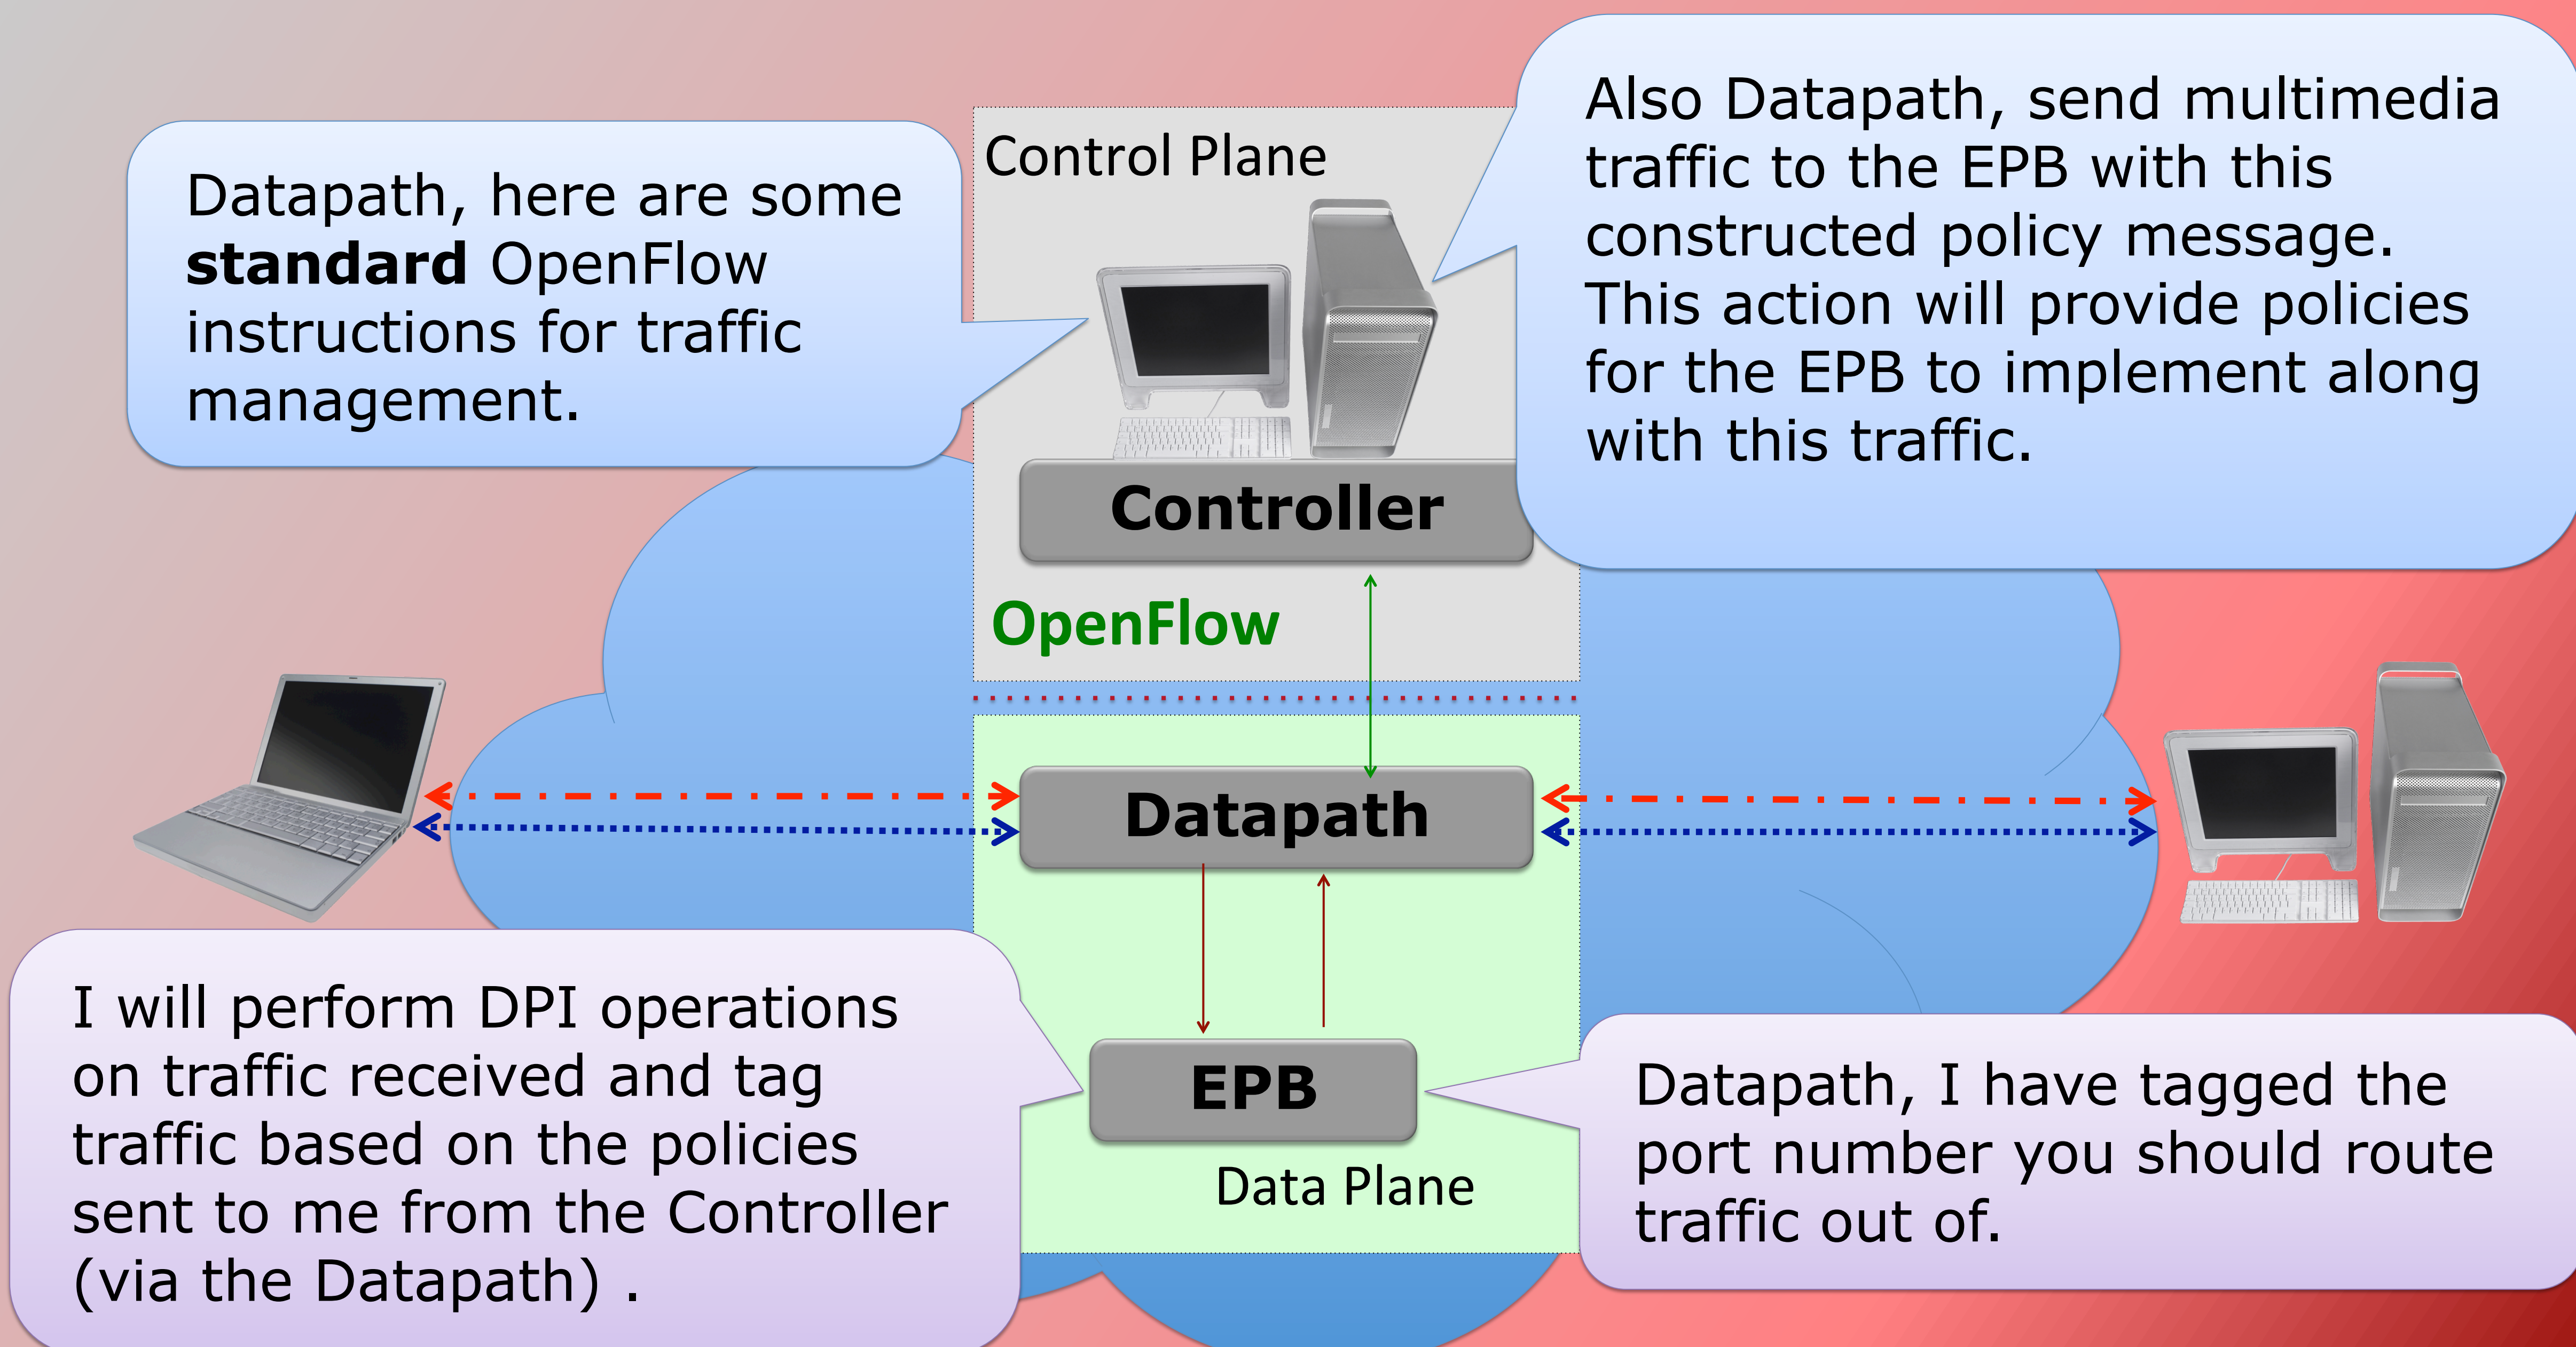 Datapath, here are some
standard OpenFlow
instructions for traffic
management.
Control Plane
Also Datapath, send multimedia
traffic to the EPB with this
constructed policy message.
This action will provide policies
for the EPB to implement along
with this traffic.
Controller
OpenFlow
Datapath
I will perform DPI operations
on traffic received and tag
traffic based on the policies
sent to me from the Controller
(via the Datapath) .
EPB
Data Plane
Datapath, I have tagged the
port number you should route
traffic out of.